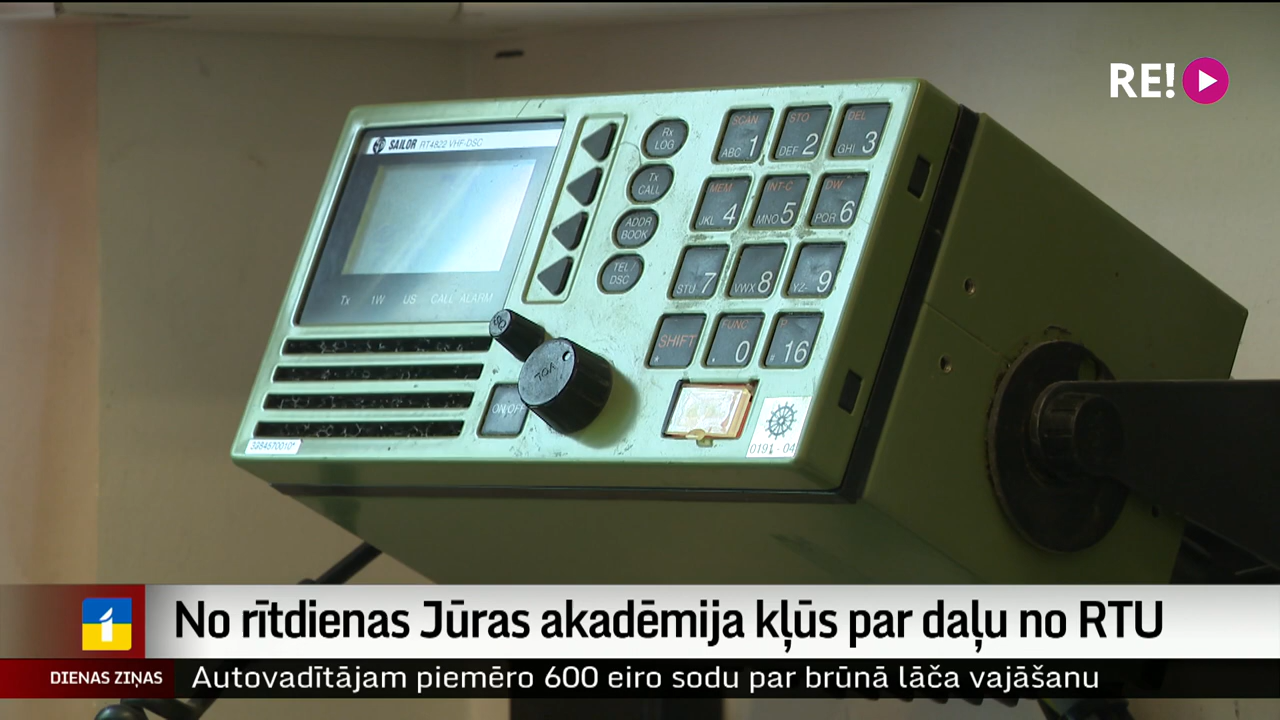 RE!
SAILOR RT4822 VHF-DSC
Tx 1W US CALL ALARM
Rx LOG
Tx CALL
ADDR BOOK
TEL/ DSC
SCAN ABC 1
STO DEF 2
DEL GHI 3
MEM JKL 4
INT-C MNO 5
DW PQR 6
STU 7
VWX 8
YZ- 9
SHIFT *
FUNC . 0
# 16
SQ
VOL
ON/OFF
0191 - 04
1
No rītdienas Jūras akadēmija kļūs par daļu no RTU
DIENAS ZIŅAS
Autovadītājam piemēro 600 eiro sodu par brūnā lāča vajāšanu